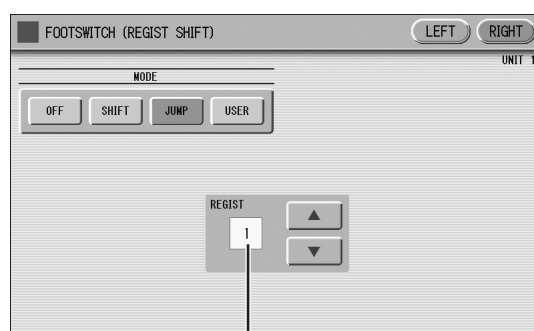 FOOTSWITCH (REGIST SHIFT) LEFT RIGHT
UNIT 1
MODE
OFF SHIFT JUMP USER
REGIST
1